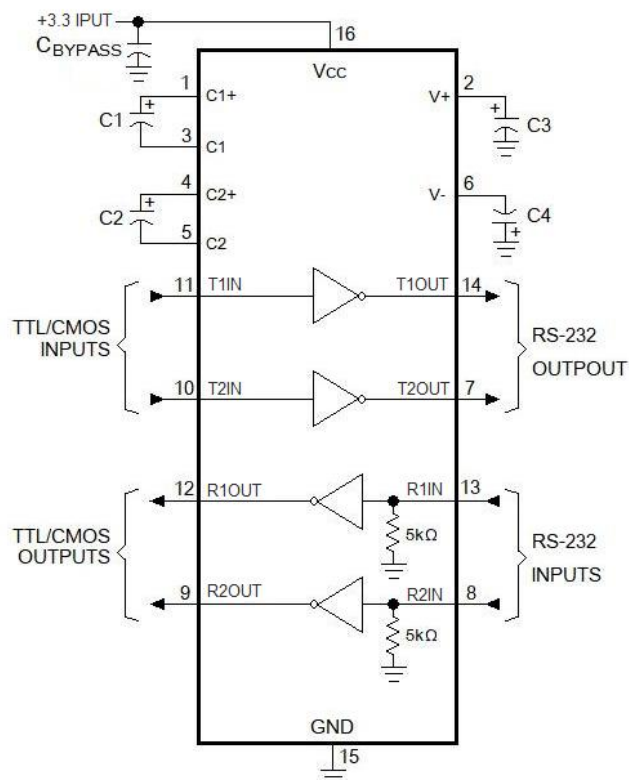 +3.3 IPUT
CBYPASS
16
Vcc
1
C1+
V+
2
C1
+
+
C3
3
C1
4
C2+
V-
6
C2
+
C4
5
C2
+
11
T1IN
T1OUT
14
TTL/CMOS
INPUTS
RS-232
OUTPOUT
10
T2IN
T2OUT
7
12
R1OUT
R1IN
13
5kΩ
TTL/CMOS
OUTPUTS
RS-232
INPUTS
9
R2OUT
R2IN
8
5kΩ
GND
15